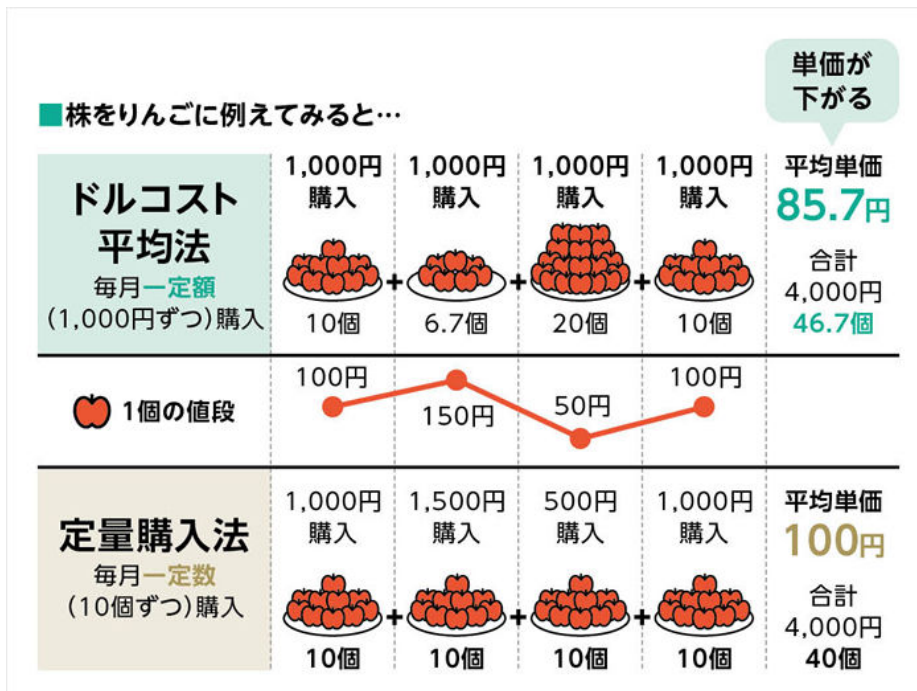 単価が
下がる
■株をりんごに例えてみると…
ドルコスト
平均法
毎月一定額
(1,000円ずつ)購入
1,000円
購入
10個
+
1,000円
購入
6.7個
+
1,000円
購入
20個
+
1,000円
購入
10個
平均単価
85.7円
合計
4,000円
46.7個
1個の値段
100円
150円
50円
100円
定量購入法
毎月一定数
(10個ずつ)購入
1,000円
購入
10個
+
1,500円
購入
10個
+
500円
購入
10個
+
1,000円
購入
10個
平均単価
100円
合計
4,000円
40個